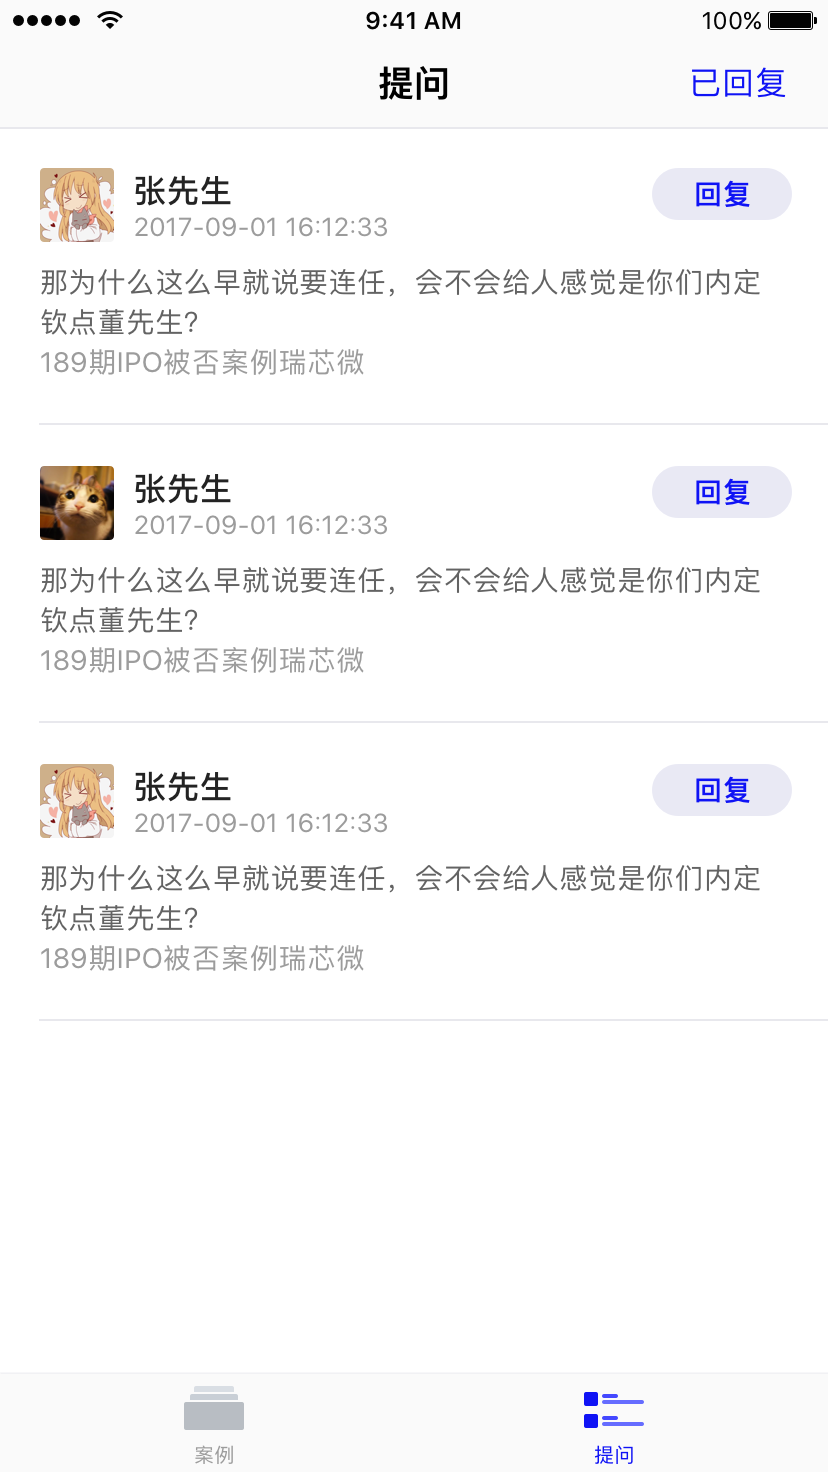 9:41 AM
100%
提问
已回复
张先生
回复
2017-09-01 16:12:33
那为什么这么早就说要连任，会不会给人感觉是你们内定
钦点董先生？
189期IPO被否案例瑞芯微
张先生
回复
2017-09-01 16:12:33
那为什么这么早就说要连任，会不会给人感觉是你们内定
钦点董先生？
189期IPO被否案例瑞芯微
张先生
回复
2017-09-01 16:12:33
那为什么这么早就说要连任，会不会给人感觉是你们内定
钦点董先生？
189期IPO被否案例瑞芯微
案例
提问